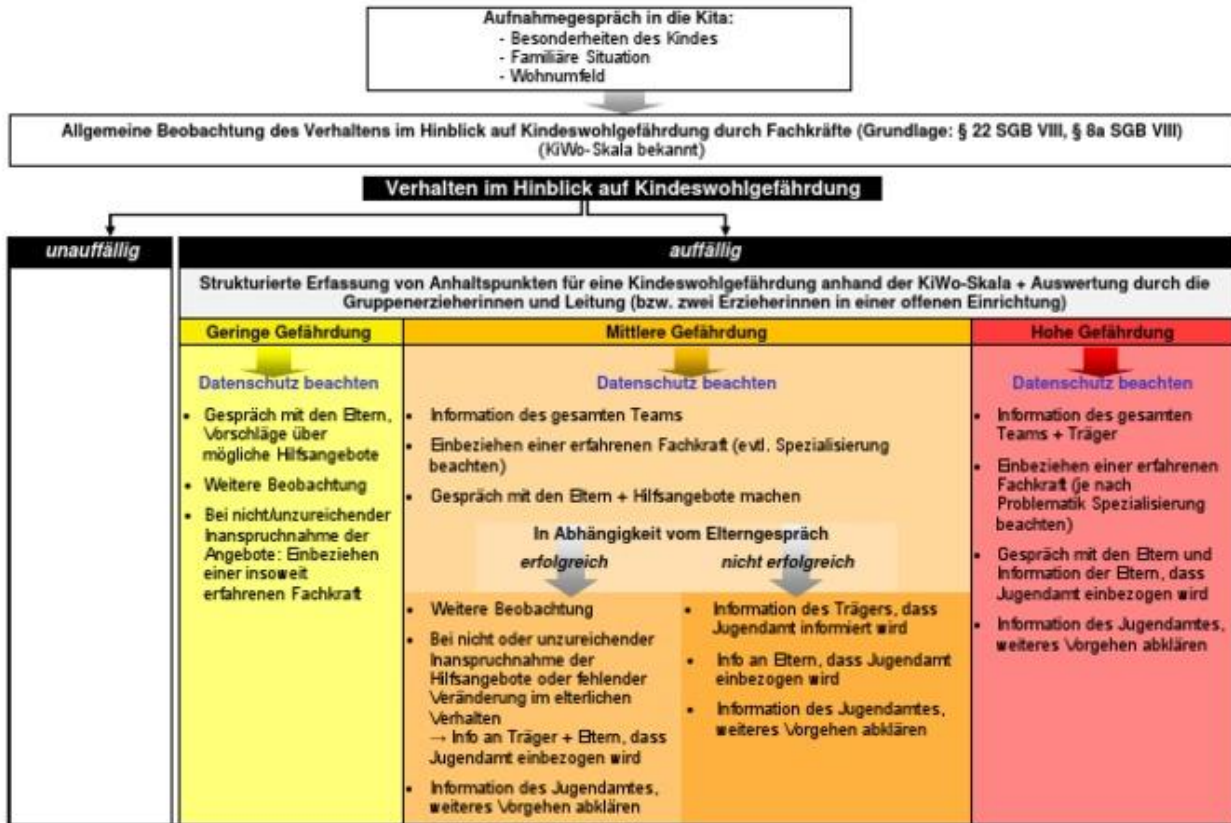 Aufnahmegespräch in die Kita:
- Besonderheiten des Kindes
- Familiäre Situation
- Wohnumfeld
Allgemeine Beobachtung des Verhaltens im Hinblick auf Kindeswohlgefährdung durch Fachkräfte (Grundlage: § 22 SGB VIII, § 8a SGB VIII)
(KiWo-Skala bekannt)
Verhalten im Hinblick auf Kindeswohlgefährdung
unauffällig
auffällig
Strukturierte Erfassung von Anhaltspunkten für eine Kindeswohlgefährdung anhand der KiWo-Skala + Auswertung durch die
Gruppenerzieherinnen und Leitung (bzw. zwei Erzieherinnen in einer offenen Einrichtung)
Geringe Gefährdung
Datenschutz beachten
• Gespräch mit den Eltern,
Vorschläge über
mögliche Hilfsangebote
• Weitere Beobachtung
• Bei nicht/unzureichender
Inanspruchnahme der
Angebote: Einbeziehen
einer insoweit
erfahrenen Fachkraft
Mittlere Gefährdung
Datenschutz beachten
• Information des gesamten Teams
• Einbeziehen einer erfahrenen Fachkraft (evtl. Spezialisierung
beachten)
• Gespräch mit den Eltern + Hilfsangebote machen
In Abhängigkeit vom Elterngespräch
erfolgreich
nicht erfolgreich
• Weitere Beobachtung
• Bei nicht oder unzureichender
Inanspruchnahme der
Hilfsangebote oder fehlender
Veränderung im elterlichen
Verhalten
→ Info an Träger + Eltern, dass
Jugendamt einbezogen wird
• Information des Jugendamtes,
weiteres Vorgehen abklären
• Information des Trägers, dass
Jugendamt informiert wird
• Info an Eltern, dass Jugendamt
einbezogen wird
• Information des Jugendamtes,
weiteres Vorgehen abklären
Hohe Gefährdung
Datenschutz beachten
• Information des gesamten
Teams + Träger
• Einbeziehen einer erfahrenen
Fachkraft (je nach
Problematik Spezialisierung
beachten)
• Gespräch mit den Eltern und
Information der Eltern, dass
Jugendamt einbezogen wird
• Information des Jugendamtes,
weiteres Vorgehen abklären